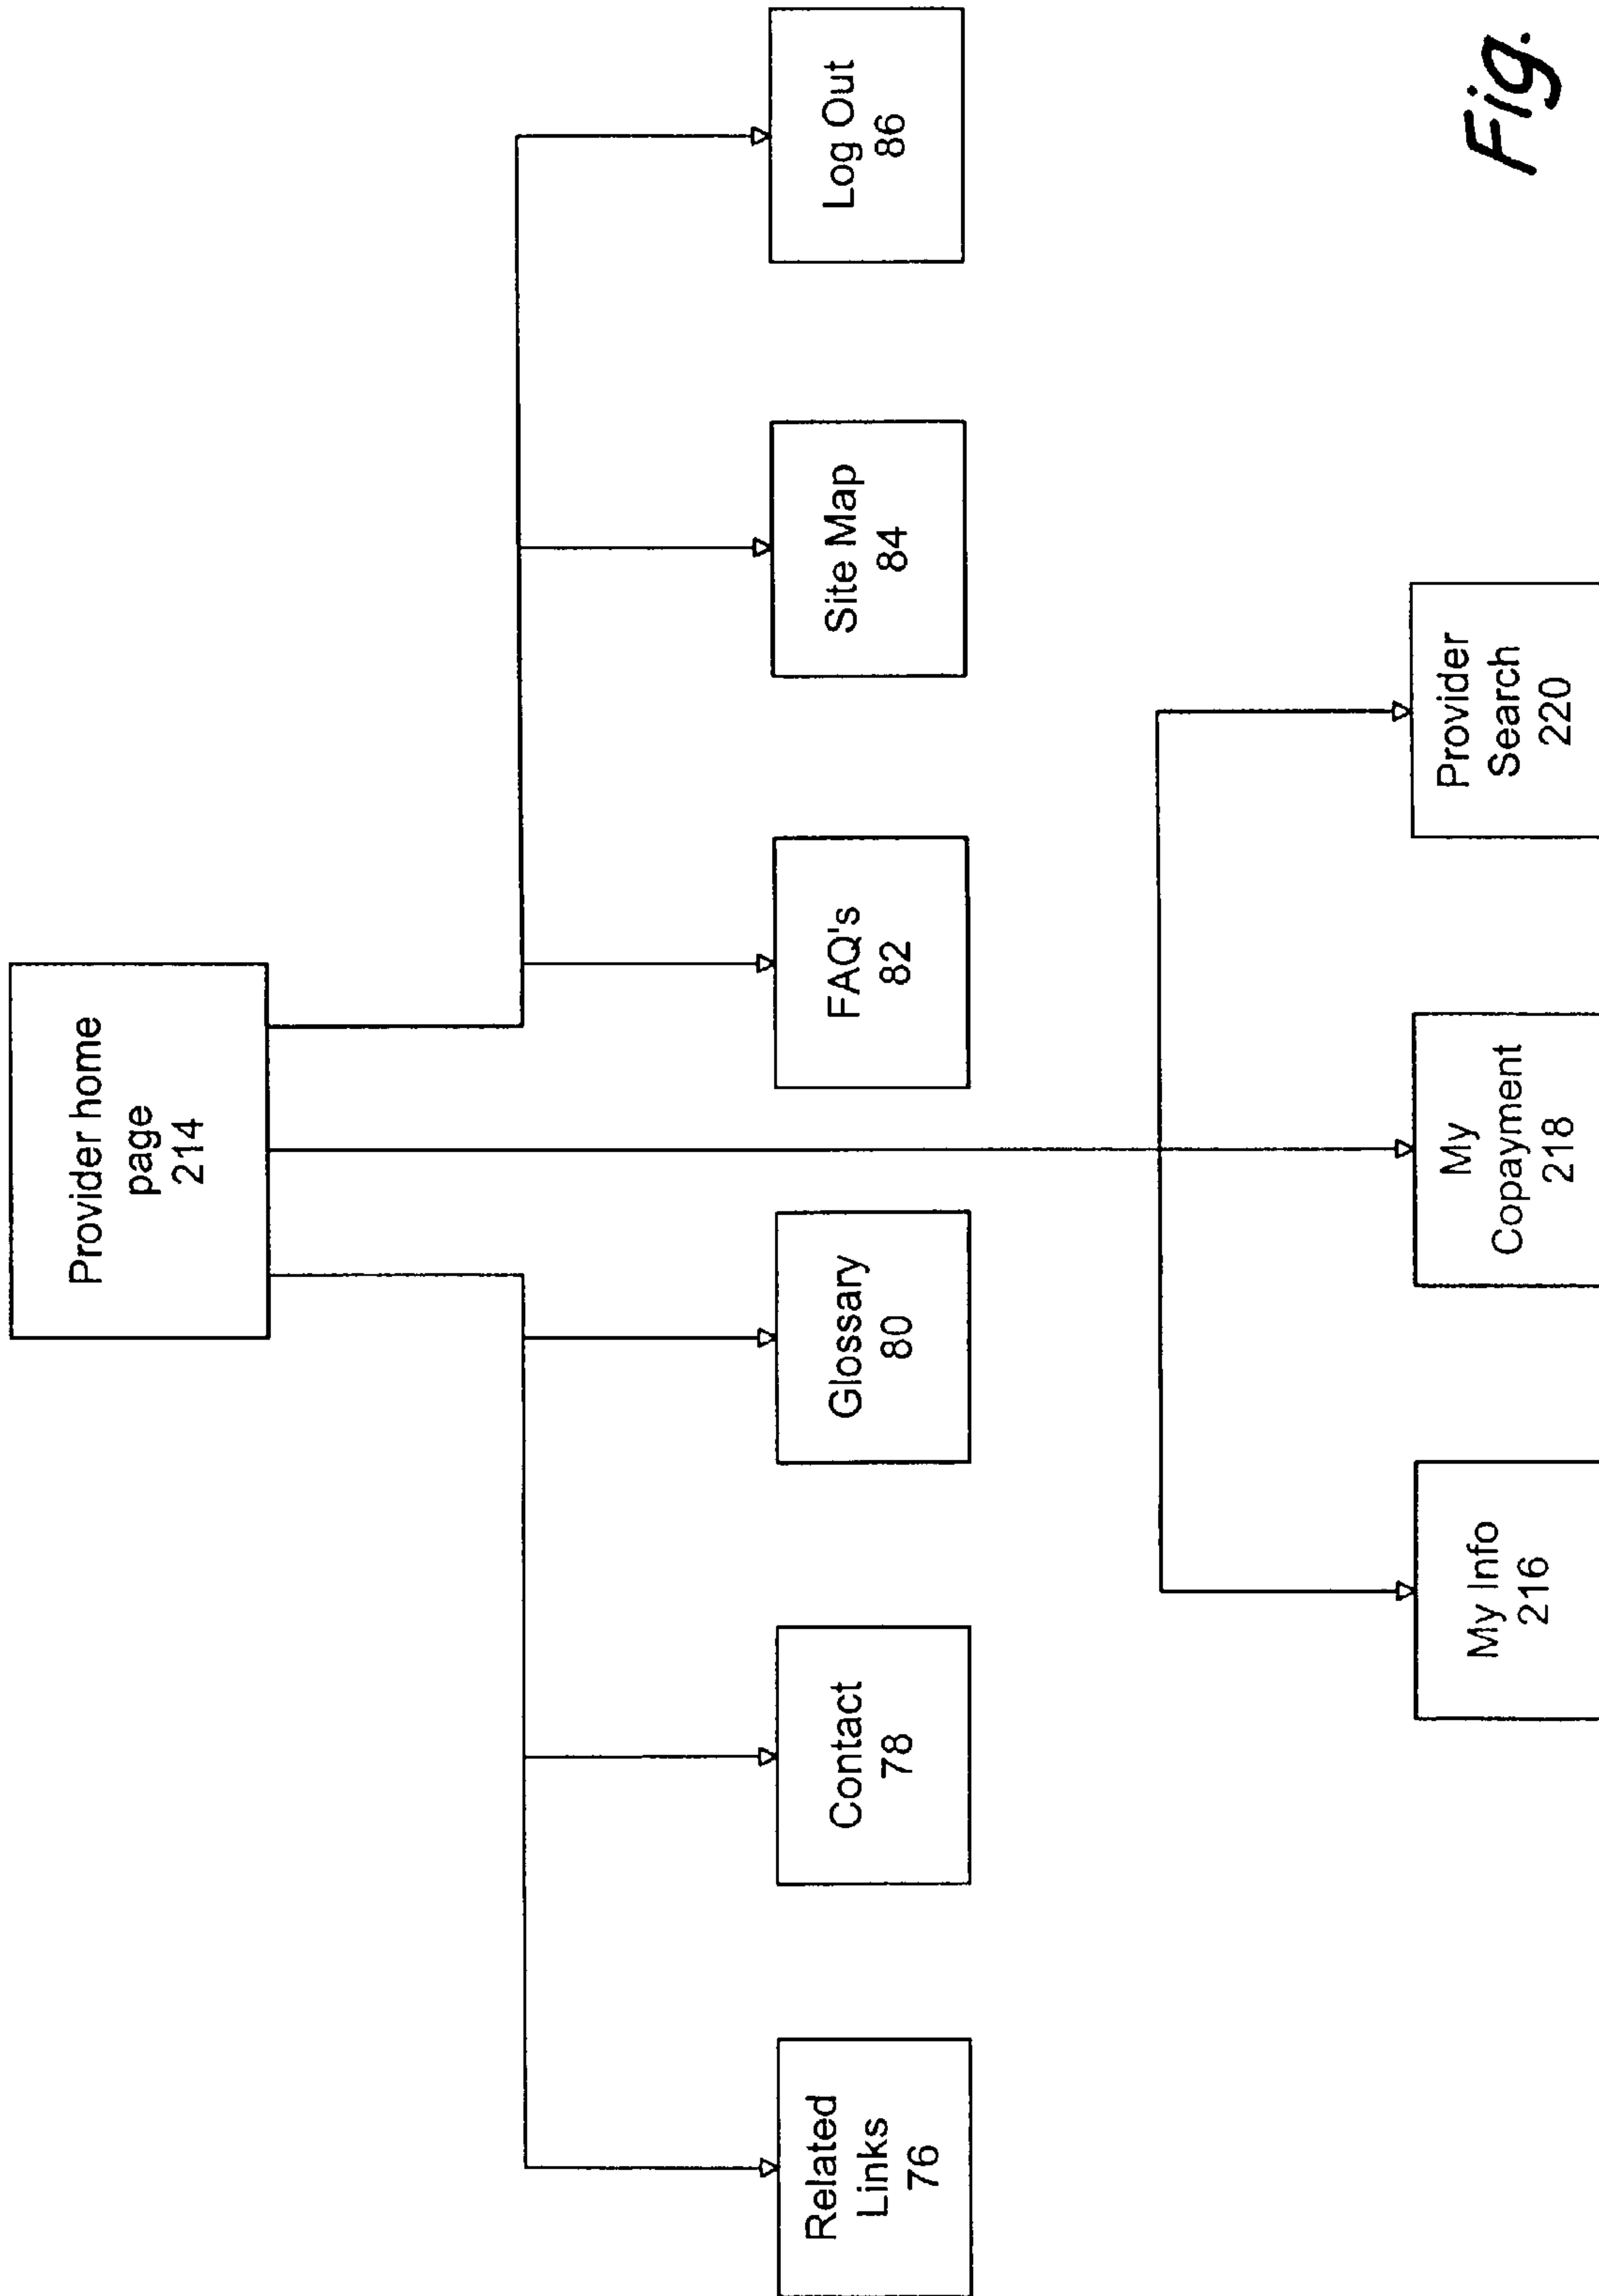 Provider home
page
214
Related
Links
76
Contact
78
Glossary
80
FAQ's
82
Site Map
84
Log Out
86
My Info
216
My
Copayment
218
Provider
Search
220
Fig.